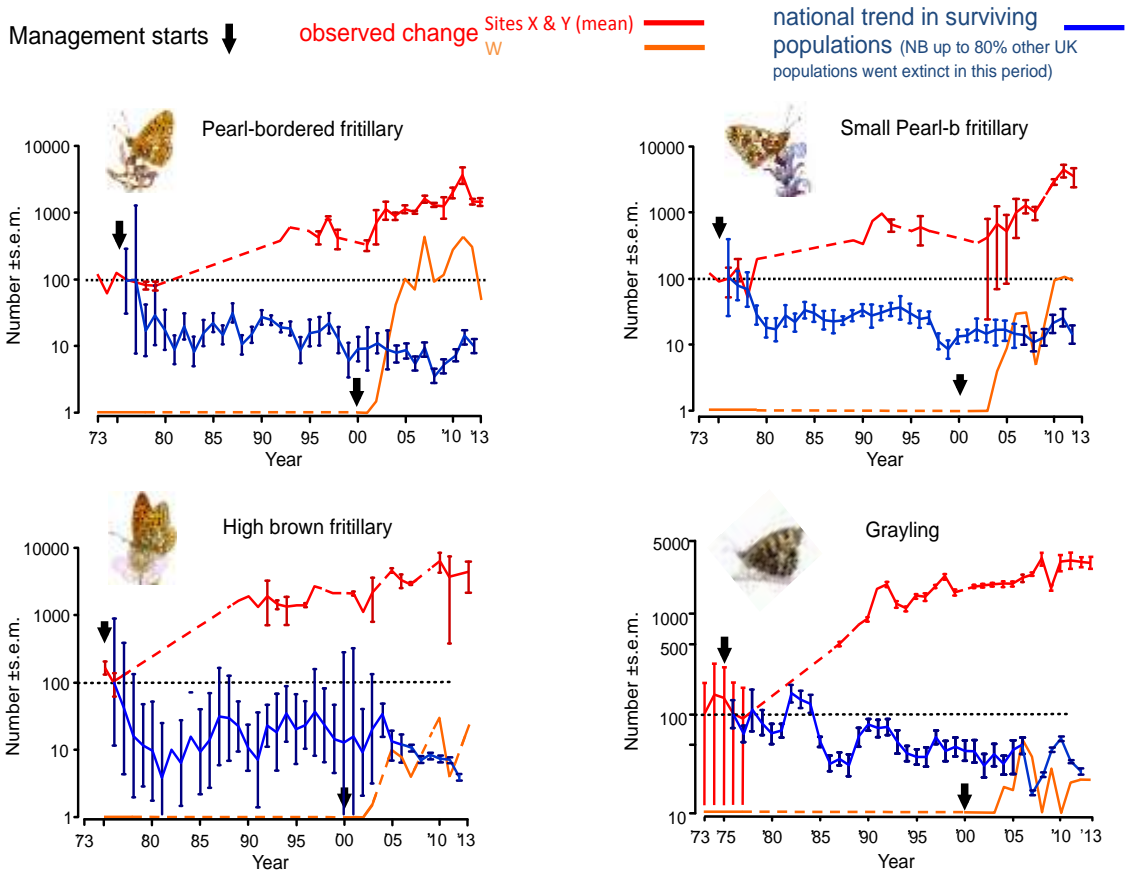 Management starts
observed change Sites X & Y (mean)
W
national trend in surviving
populations (NB up to 80% other UK
populations went extinct in this period)
Pearl-bordered fritillary
Number ±s.e.m.
10000
1000
100
10
1
73 80 85 90 95 00 05 '10 '13
Year
Small Pearl-b fritillary
Number ±s.e.m.
10000
1000
100
10
1
73 80 85 90 95 00 05 '10 '13
Year
High brown fritillary
Number ±s.e.m.
10000
1000
100
10
1
75 80 85 90 95 00 05 '10 '13
Year
Grayling
Number ±s.e.m.
5000
1000
500
100
10
'73 '75 '80 '85 '90 '95 '00 '05 '10 '13
Year